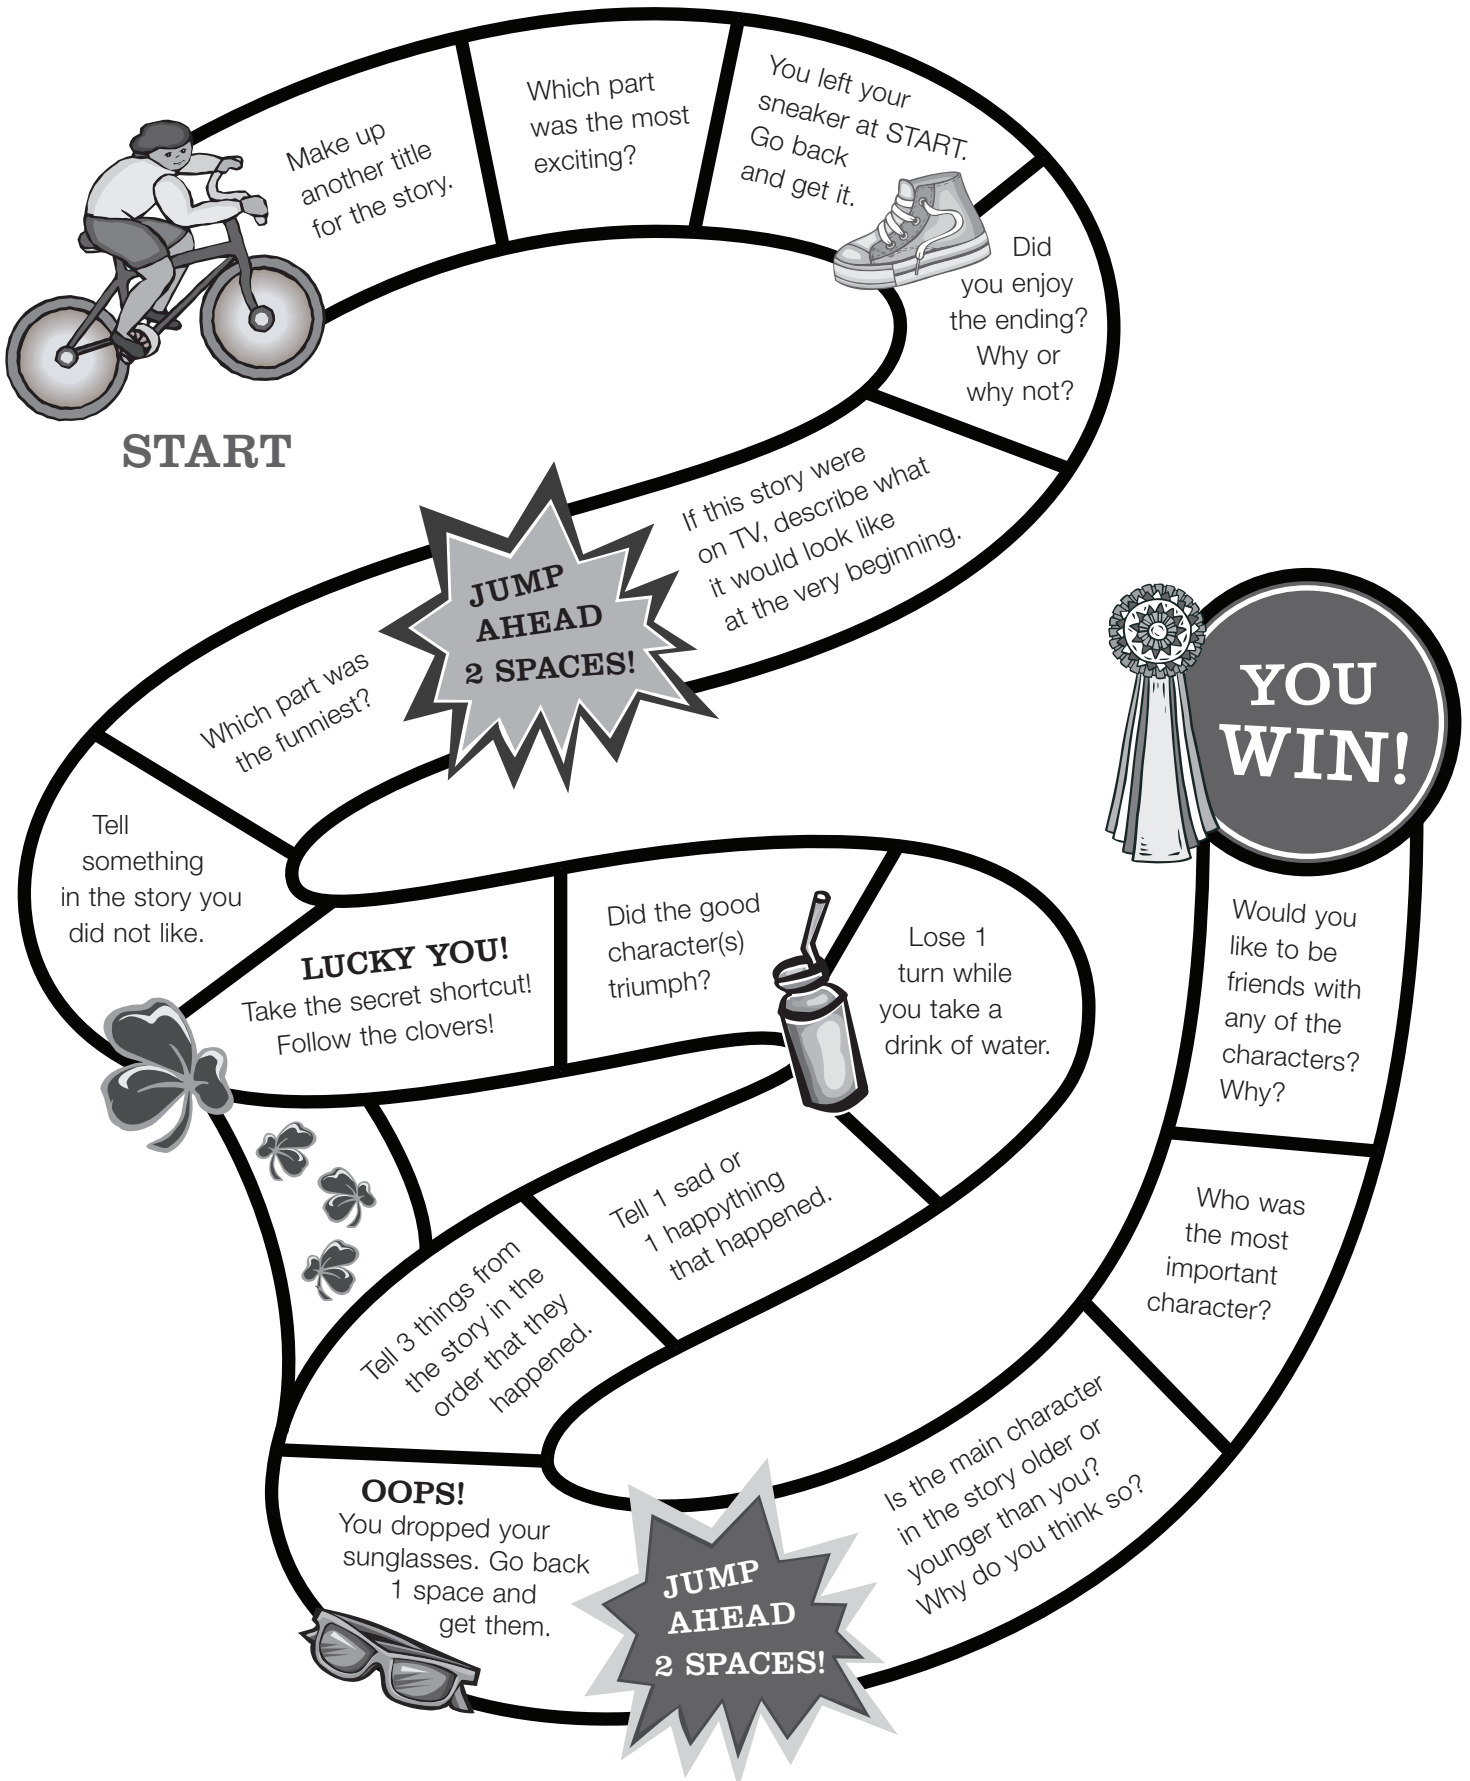 START
Make up
another title
for the story.
Which part
was the most
exciting?
You left your
sneaker at START.
Go back
and get it.
Did
you enjoy
the ending?
Why or
why not?
If this story were
on TV, describe what
it would look like
at the very beginning.
JUMP
AHEAD
2 SPACES!
Which part was
the funniest?
Tell
something
in the story you
did not like.
LUCKY YOU!
Take the secret shortcut!
Follow the clovers!
Did the good
character(s)
triumph?
Lose 1
turn while
you take a
drink of water.
Tell 1 sad or
1 happything
that happened.
Tell 3 things from
the story in the
order that they
happened.
OOPS!
You dropped your
sunglasses. Go back
1 space and
get them.
JUMP
AHEAD
2 SPACES!
Is the main character
in the story older or
younger than you?
Why do you think so?
Who was
the most
important
character?
Would you
like to be
friends with
any of the
characters?
Why?
YOU
WIN!